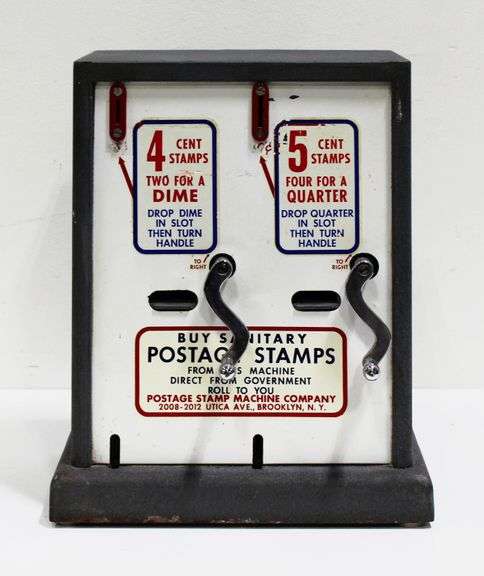 4 CENT
STAMPS
TWO FOR A
DIME
DROP DIME
IN SLOT
THEN TURN
HANDLE
TO
RIGHT
5 CENT
STAMPS
FOUR FOR A
QUARTER
DROP QUARTER
IN SLOT
THEN TURN
HANDLE
TO
RIGHT
BUY SANITARY
POSTAGE STAMPS
FROM THIS MACHINE
DIRECT FROM GOVERNMENT
ROLL TO YOU
POSTAGE STAMP MACHINE COMPANY
2008-2012 UTICA AVE., BROOKLYN, N. Y.